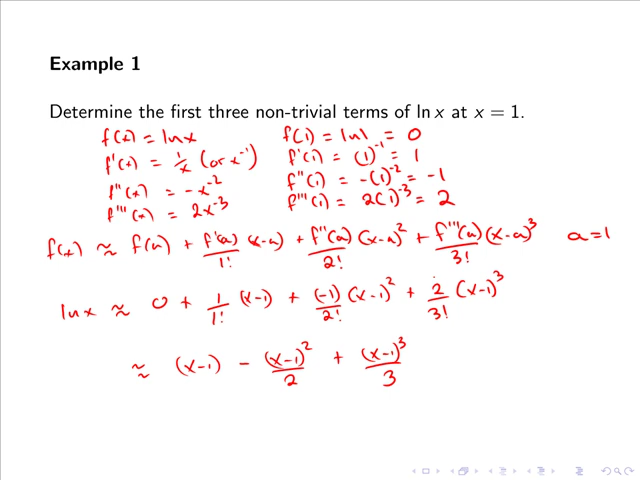 Example 1
Determine the first three non-trivial terms of ln x at x = 1.
f(x) = ln x f(1) = ln 1 = 0
f'(x) = 1/x (or x⁻¹) f'(1) = (1)⁻¹ = 1
f''(x) = -x⁻² f''(1) = -(1)⁻² = -1
f'''(x) = 2x⁻³ f'''(1) = 2(1)⁻³ = 2
f(x) ≈ f(a) + f'(a)/1! (x-a) + f''(a)/2! (x-a)² + f'''(a)/3! (x-a)³ a=1
ln x ≈ 0 + 1/1! (x-1) + (-1)/2! (x-1)² + 2/3! (x-1)³
≈ (x-1) - (x-1)²/2 + (x-1)³/3